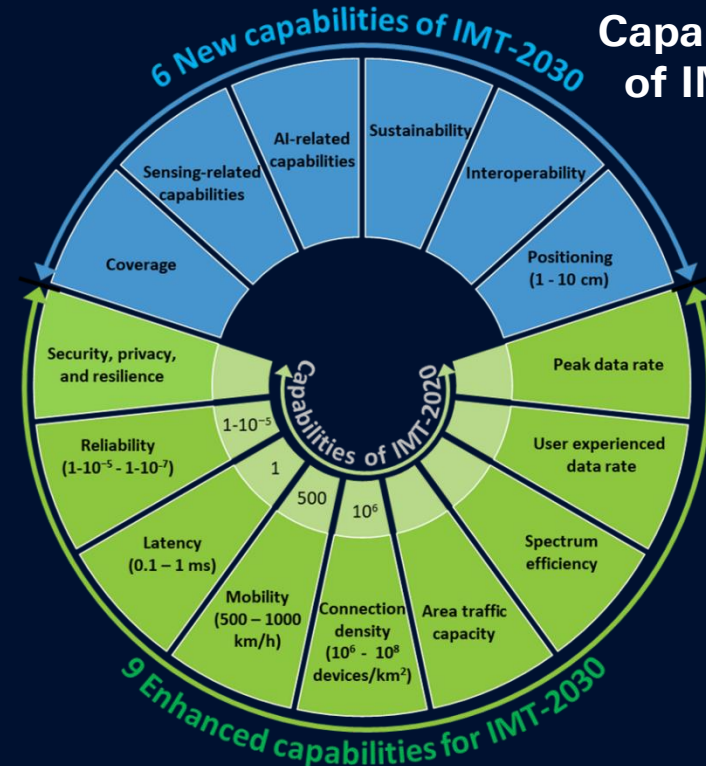 Capa
of IM
6 New capabilities of IMT-2030
Coverage
Sensing-related
capabilities
AI-related
capabilities
Sustainability
Interoperability
Positioning
(1 - 10 cm)
Security, privacy,
and resilience
Reliability
(1-10⁻⁵ - 1-10⁻⁷)
Latency
(0.1 – 1 ms)
Mobility
(500 – 1000
km/h)
Connection
density
(10⁶ - 10⁸
devices/km²)
Area traffic
capacity
Spectrum
efficiency
User experienced
data rate
Peak data rate
1-10⁻⁵
1
500
10⁶
Capabilities of IMT-2020
9 Enhanced capabilities for IMT-2030